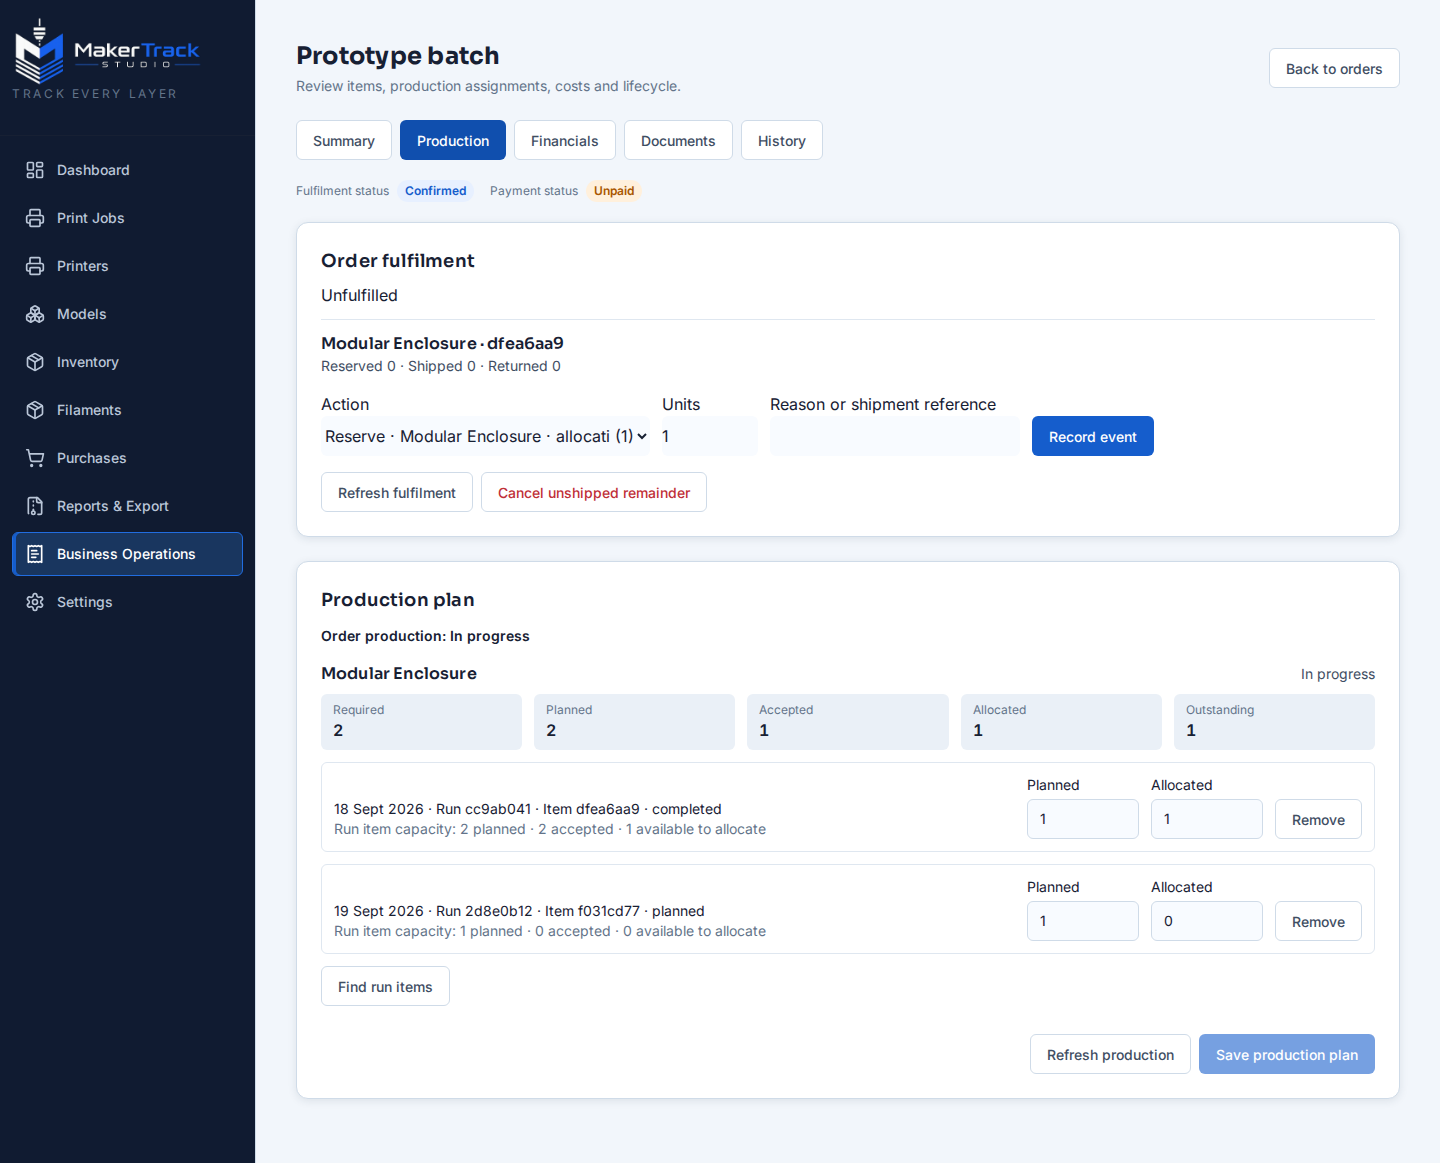 MakerTrack
STUDIO
TRACK EVERY LAYER
Dashboard
Print Jobs
Printers
Models
Inventory
Filaments
Purchases
Reports & Export
Business Operations
Settings
Prototype batch
Review items, production assignments, costs and lifecycle.
Back to orders
Summary
Production
Financials
Documents
History
Fulfilment status Confirmed Payment status Unpaid
Order fulfilment
Unfulfilled
Modular Enclosure · dfea6aa9
Reserved 0 · Shipped 0 · Returned 0
Action Units Reason or shipment reference
Reserve · Modular Enclosure · allocati (1) 1 Record event
Refresh fulfilment Cancel unshipped remainder
Production plan
Order production: In progress
Modular Enclosure In progress
Required Planned Accepted Allocated Outstanding
2 2 1 1 1
Planned Allocated
18 Sept 2026 · Run cc9ab041 · Item dfea6aa9 · completed
1 1 Remove
Run item capacity: 2 planned · 2 accepted · 1 available to allocate
Planned Allocated
19 Sept 2026 · Run 2d8e0b12 · Item f031cd77 · planned
1 0 Remove
Run item capacity: 1 planned · 0 accepted · 0 available to allocate
Find run items
Refresh production Save production plan